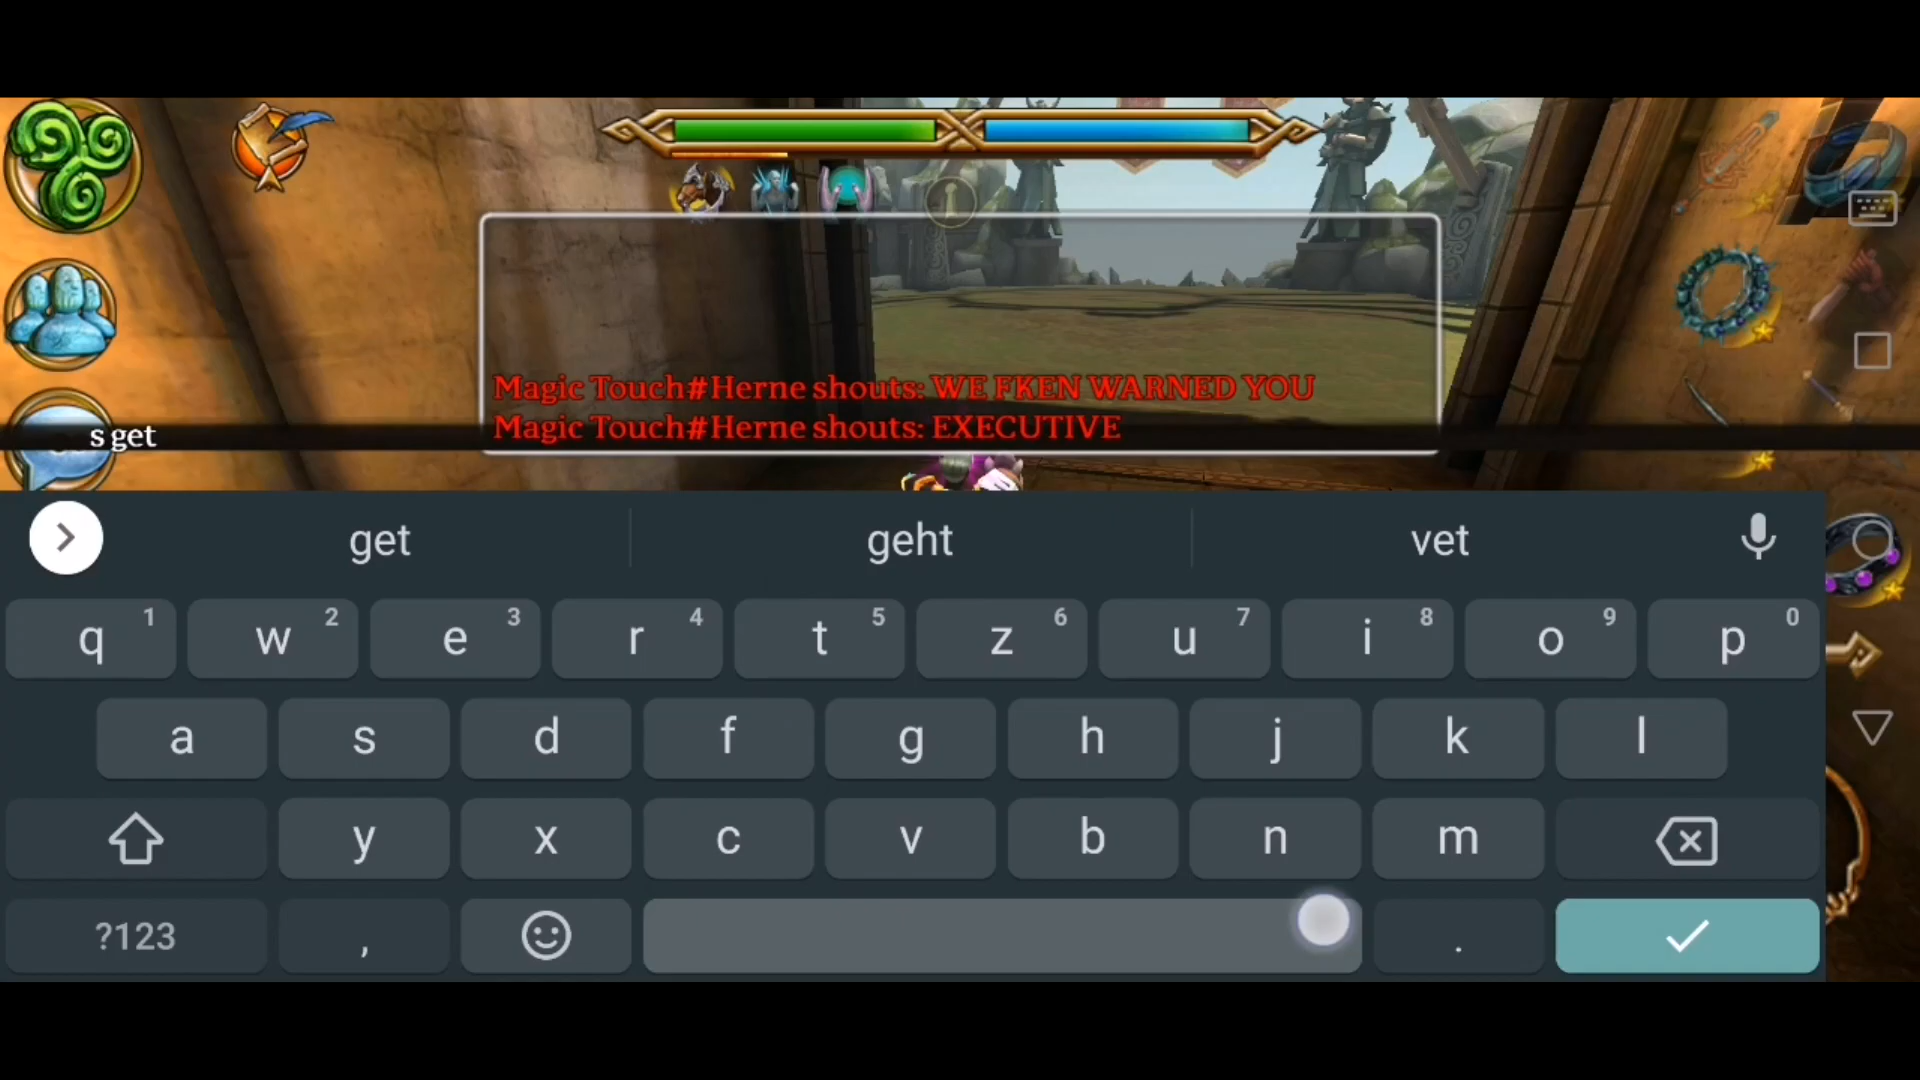 Magic Touch#Herne shouts: WE FKEN WARNED YOU
Magic Touch#Herne shouts: EXECUTIVE
s get
get geht vet
q 1 w 2 e 3 r 4 t 5 z 6 u 7 i 8 o 9 p 0
a s d f g h j k l
y x c v b n m
?123 , .